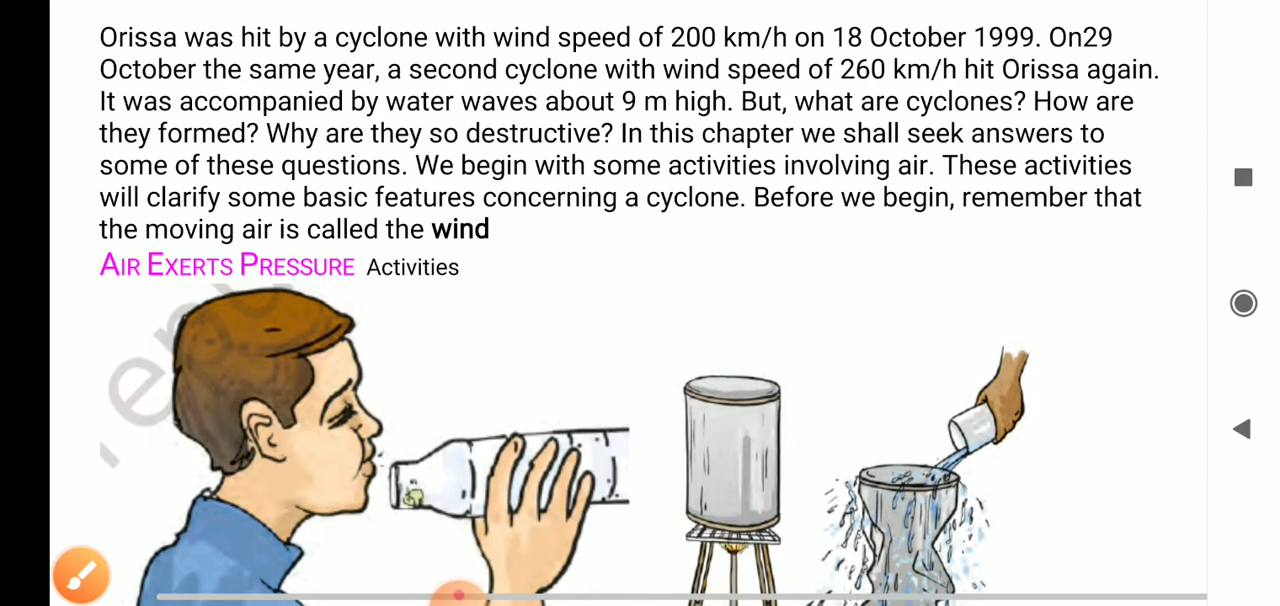 Orissa was hit by a cyclone with wind speed of 200 km/h on 18 October 1999. On29
October the same year, a second cyclone with wind speed of 260 km/h hit Orissa again.
It was accompanied by water waves about 9 m high. But, what are cyclones? How are
they formed? Why are they so destructive? In this chapter we shall seek answers to
some of these questions. We begin with some activities involving air. These activities
will clarify some basic features concerning a cyclone. Before we begin, remember that
the moving air is called the wind
AIR EXERTS PRESSURE Activities